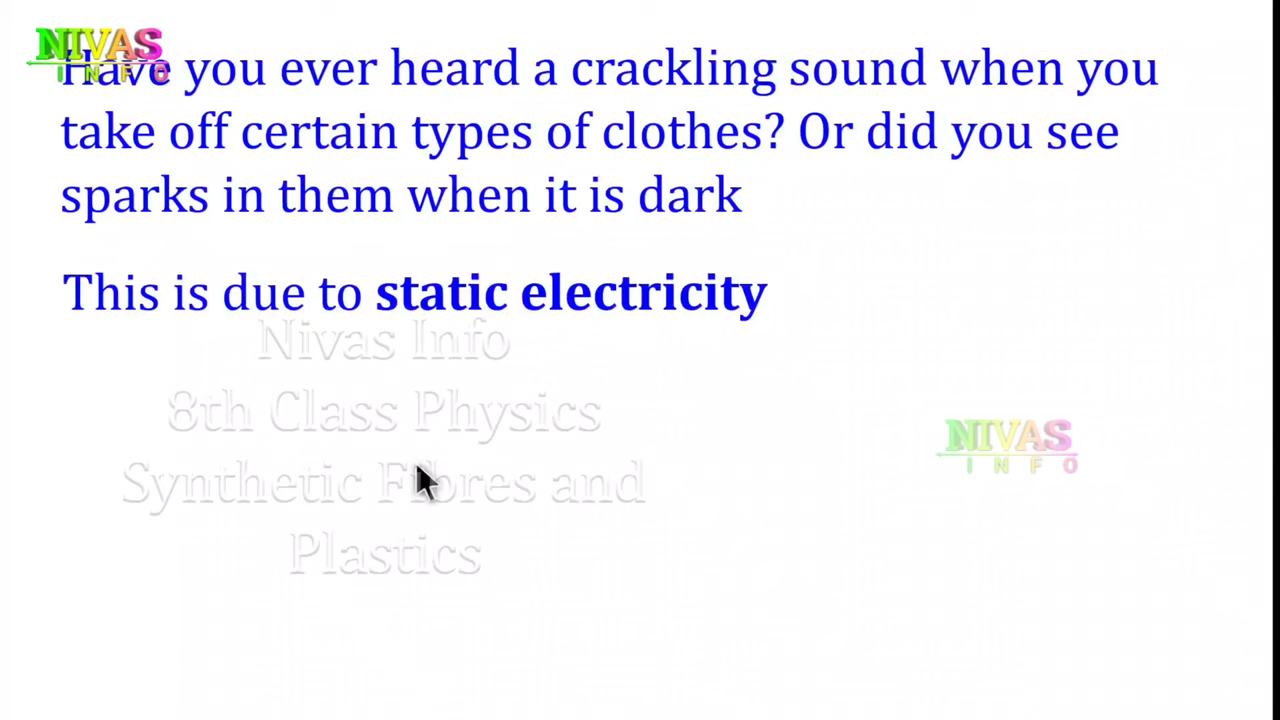 NIVAS
INFO
Have you ever heard a crackling sound when you
take off certain types of clothes? Or did you see
sparks in them when it is dark
This is due to static electricity
Nivas Info
8th Class Physics
Synthetic Fibres and
Plastics
NIVAS
INFO